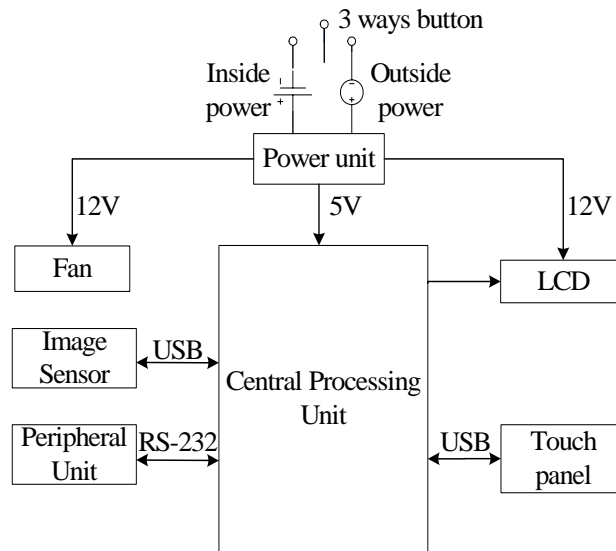 3 ways button
Inside
power
Outside
power
-
+
-
+
Power unit
12V
5V
12V
Fan
LCD
Image
Sensor
USB
Central Processing
Unit
Peripheral
Unit
RS-232
USB
Touch
panel